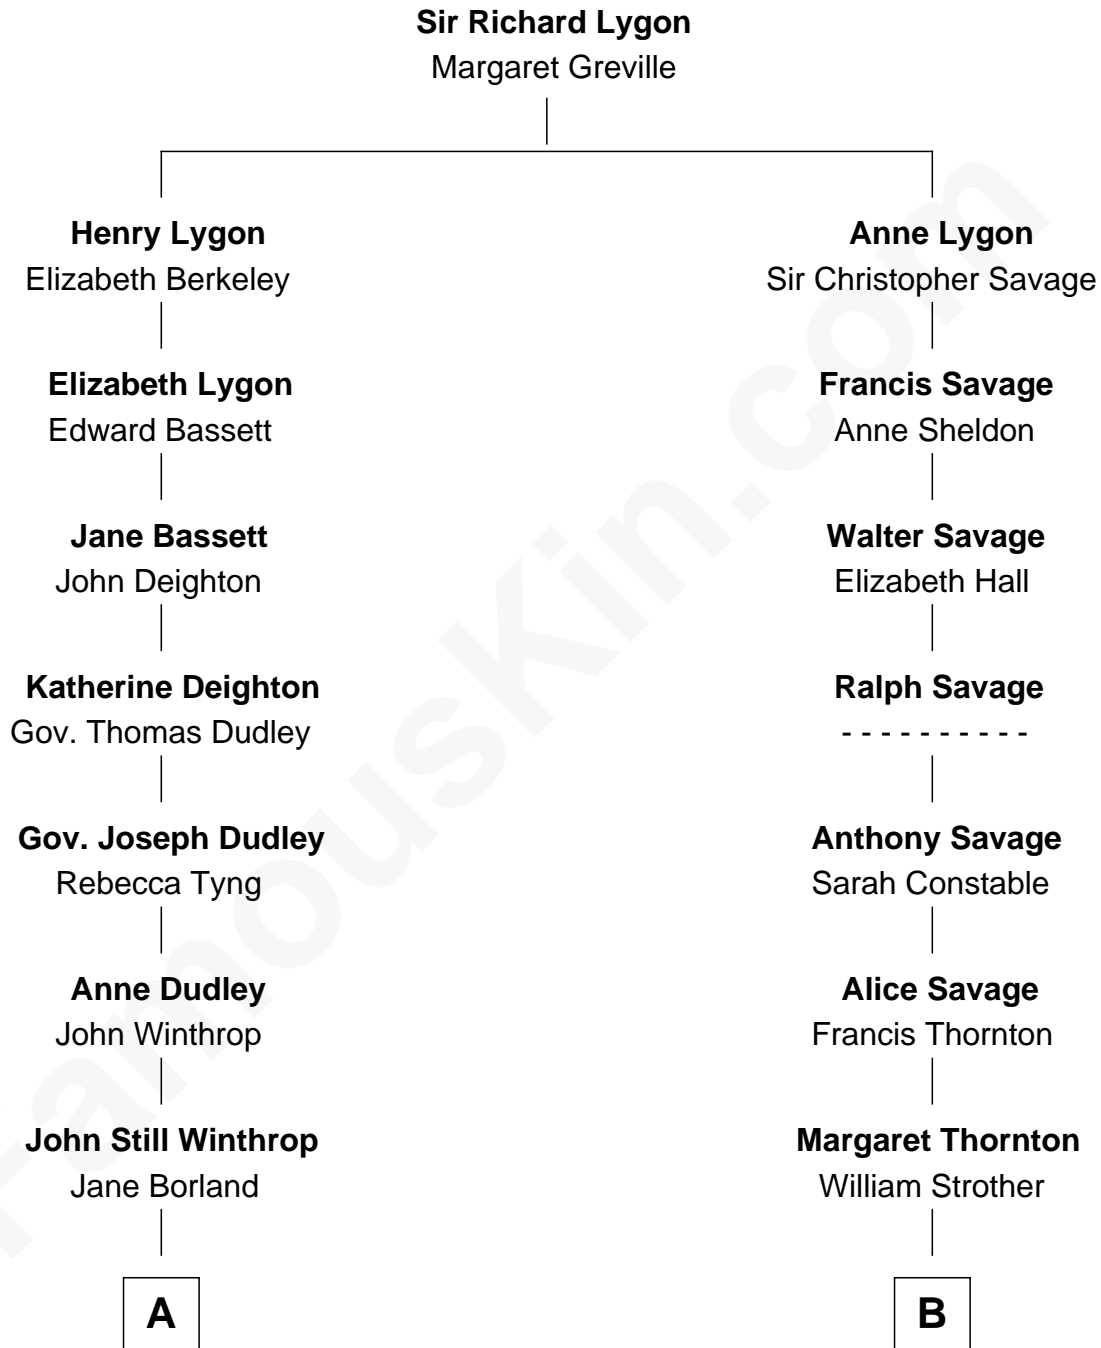 Sir Richard Lygon
Margaret Greville
Henry Lygon
Elizabeth Berkeley
Elizabeth Lygon
Edward Bassett
Jane Bassett
John Deighton
Katherine Deighton
Gov. Thomas Dudley
Gov. Joseph Dudley
Rebecca Tyng
Anne Dudley
John Winthrop
John Still Winthrop
Jane Borland
A
Anne Lygon
Sir Christopher Savage
Francis Savage
Anne Sheldon
Walter Savage
Elizabeth Hall
Ralph Savage
- - - - - - - - - -
Anthony Savage
Sarah Constable
Alice Savage
Francis Thornton
Margaret Thornton
William Strother
B
FamousKin.com